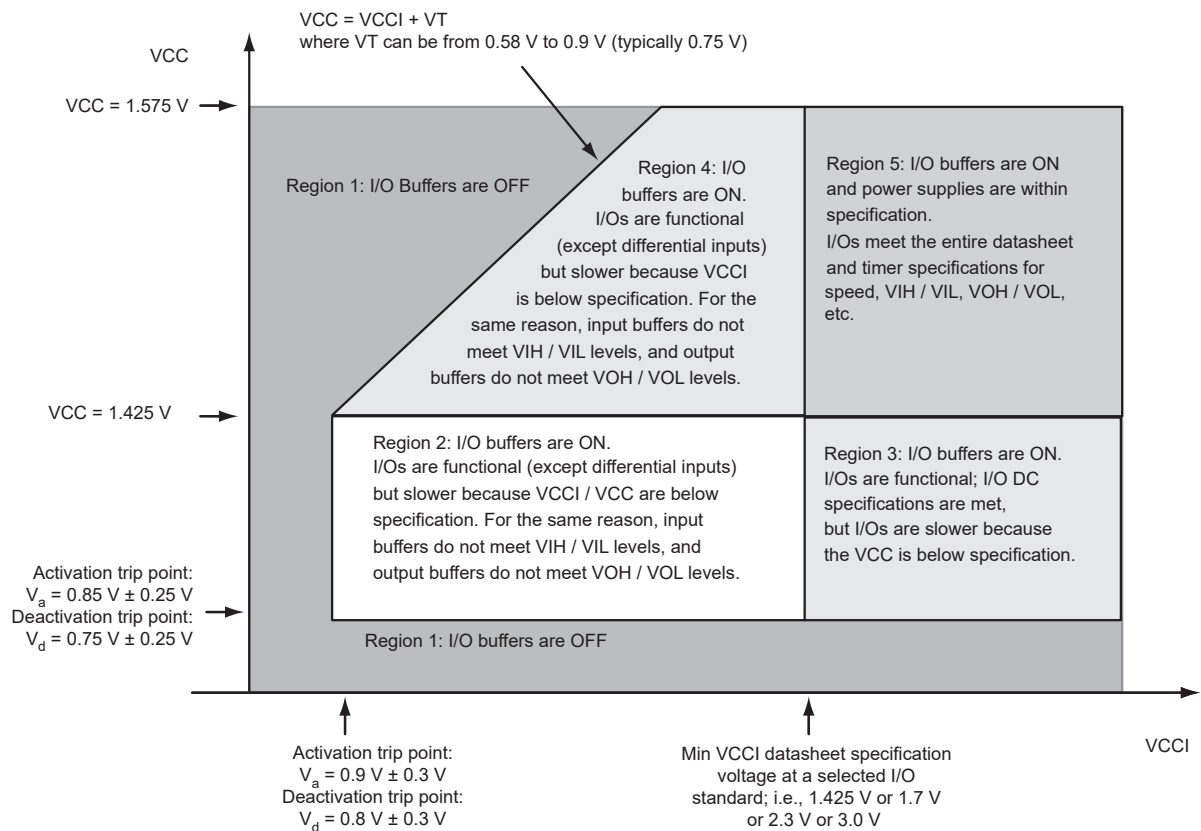 VCC = VCCI + VT
where VT can be from 0.58 V to 0.9 V (typically 0.75 V)
VCC
VCC = 1.575 V
Region 1: I/O Buffers are OFF
Region 4: I/O
buffers are ON.
I/Os are functional
(except differential inputs)
but slower because VCCI
is below specification. For the
same reason, input buffers do not
meet VIH / VIL levels, and output
buffers do not meet VOH / VOL levels.
Region 5: I/O buffers are ON
and power supplies are within
specification.
I/Os meet the entire datasheet
and timer specifications for
speed, VIH / VIL, VOH / VOL,
etc.
VCC = 1.425 V
Region 2: I/O buffers are ON.
I/Os are functional (except differential inputs)
but slower because VCCI / VCC are below
specification. For the same reason, input
buffers do not meet VIH / VIL levels, and
output buffers do not meet VOH / VOL levels.
Region 3: I/O buffers are ON.
I/Os are functional; I/O DC
specifications are met,
but I/Os are slower because
the VCC is below specification.
Activation trip point:
Va = 0.85 V ± 0.25 V
Deactivation trip point:
Vd = 0.75 V ± 0.25 V
Region 1: I/O buffers are OFF
Activation trip point:
Va = 0.9 V ± 0.3 V
Deactivation trip point:
Vd = 0.8 V ± 0.3 V
Min VCCI datasheet specification
voltage at a selected I/O
standard; i.e., 1.425 V or 1.7 V
or 2.3 V or 3.0 V
VCCI